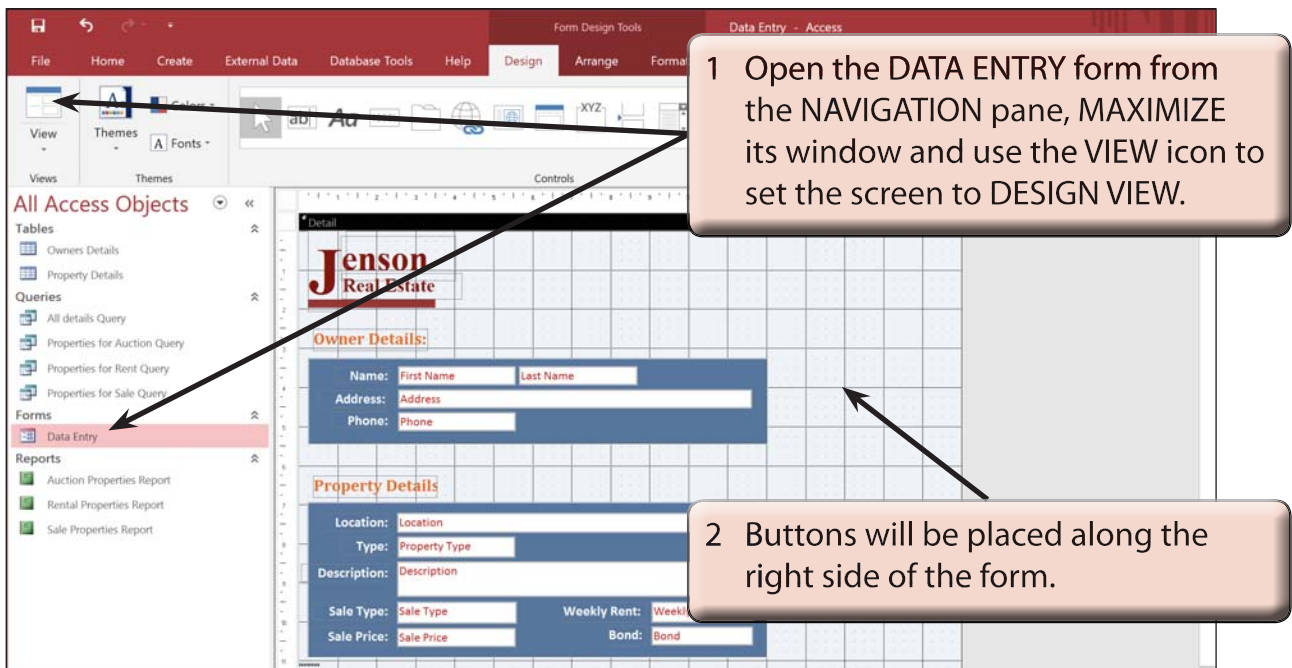 Form Design Tools
Data Entry - Access
File Home Create External Data Database Tools Help Design Arrange
1 Open the DATA ENTRY form from
the NAVIGATION pane, MAXIMIZE
its window and use the VIEW icon to
set the screen to DESIGN VIEW.
View
Themes
Colors
A Fonts
ab Aa XYZ
Views Themes Controls
All Access Objects
Tables
Owners Details
Property Details
Queries
All details Query
Properties for Auction Query
Properties for Rent Query
Properties for Sale Query
Forms
Data Entry
Reports
Auction Properties Report
Rental Properties Report
Sale Properties Report
Detail
Jenson
Real Estate
Owner Details:
Name: First Name Last Name
Address: Address
Phone: Phone
Property Details
Location: Location
Type: Property Type
Description: Description
Sale Type: Sale Type Weekly Rent:
Sale Price: Sale Price Bond: Bond
2 Buttons will be placed along the
right side of the form.